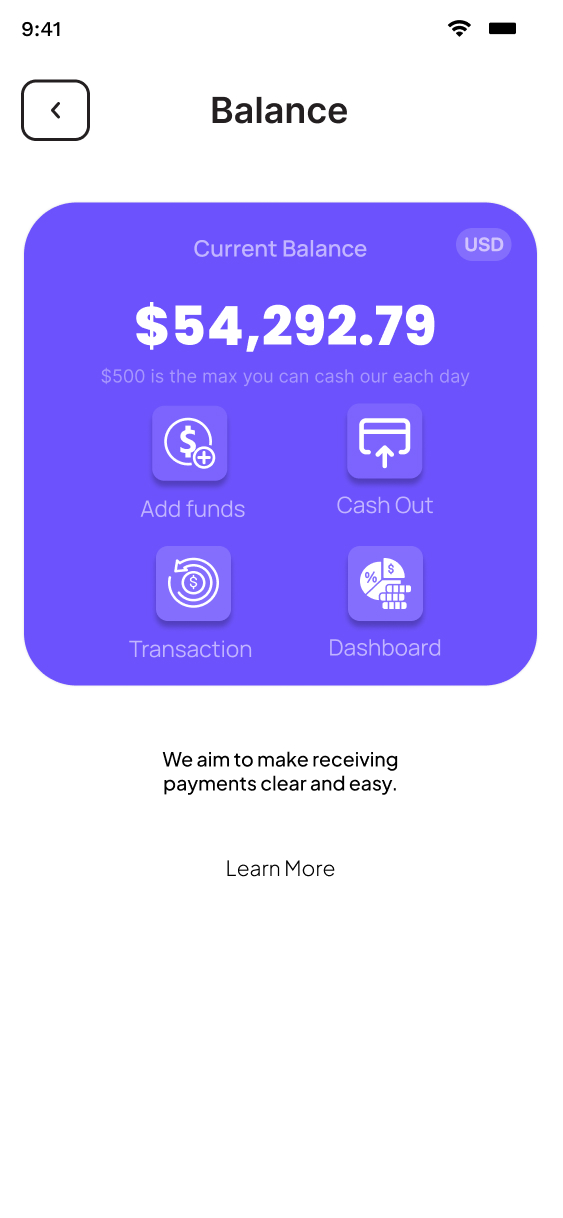 9:41
Balance
Current Balance
USD
$54,292.79
$500 is the max you can cash our each day
$
$
Add funds
Cash Out
$
% $
Transaction
Dashboard
We aim to make receiving
payments clear and easy.
Learn More